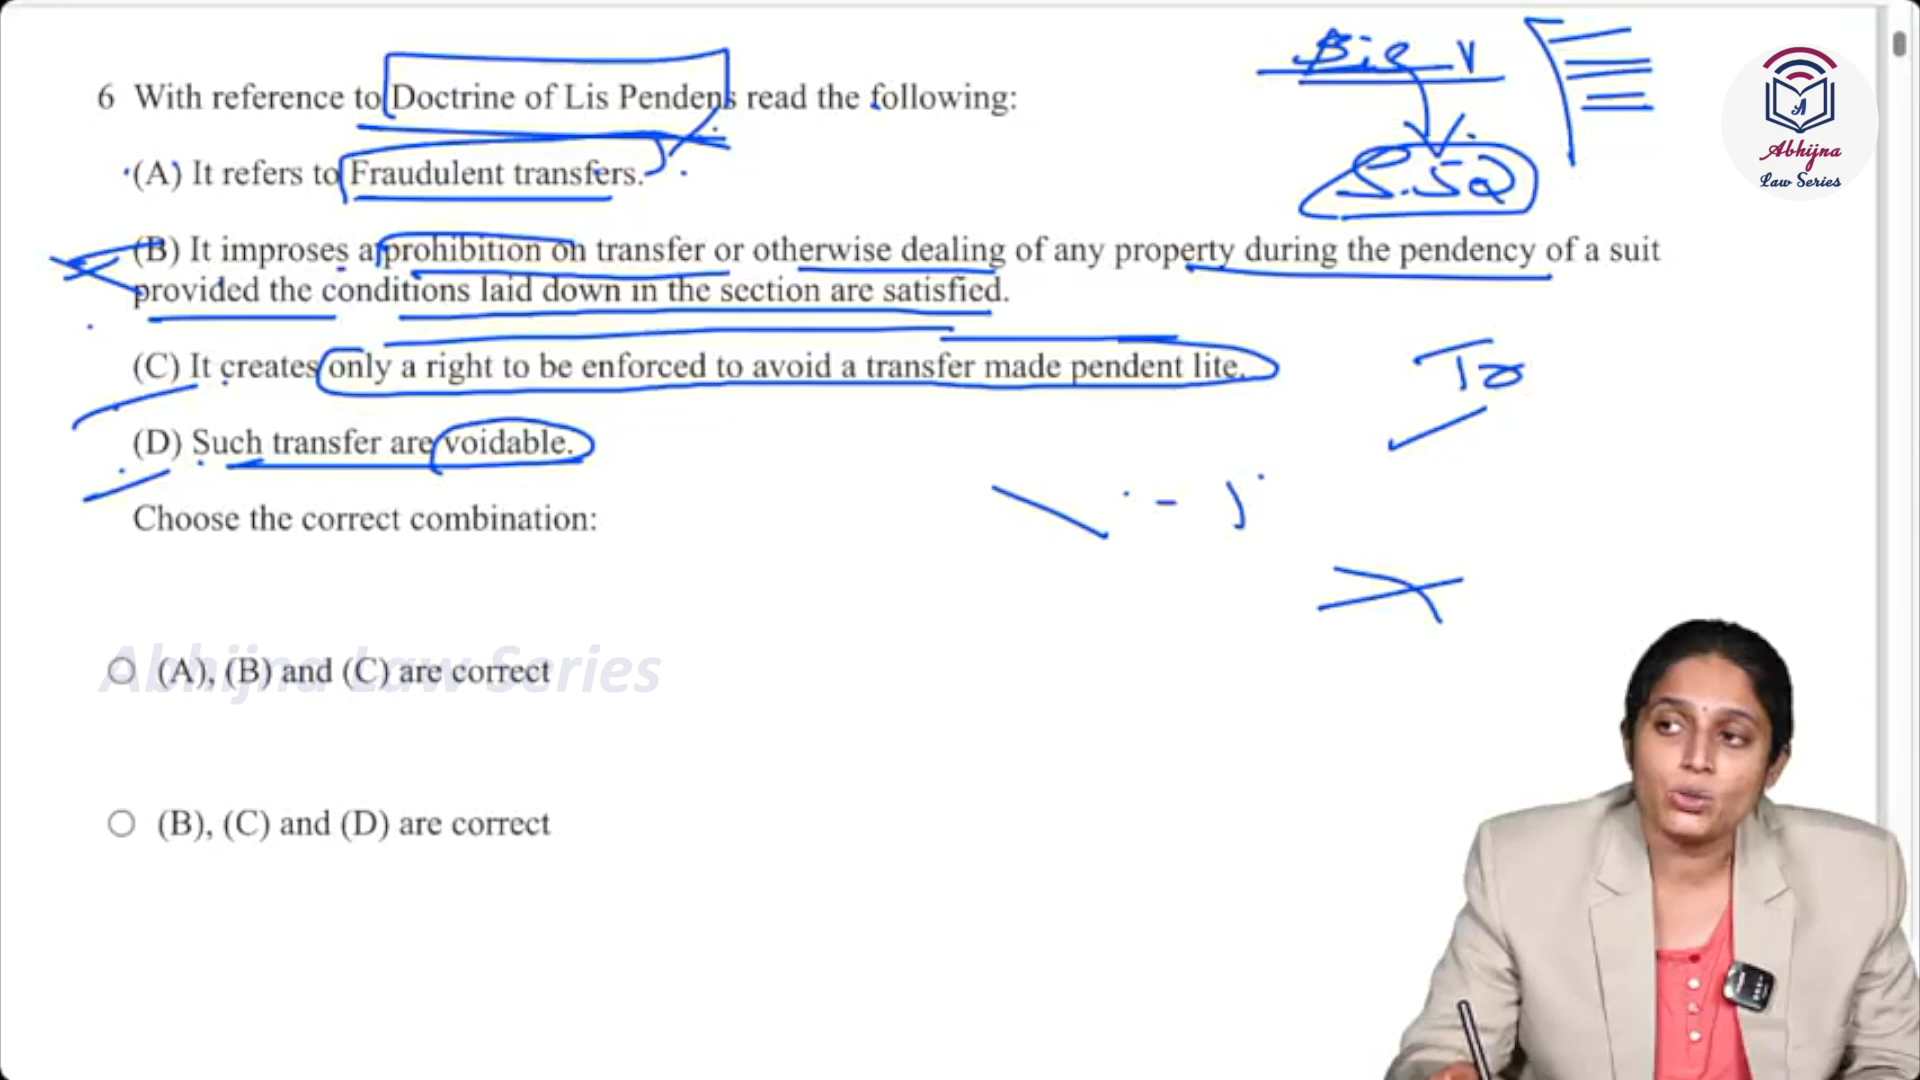 6 With reference to Doctrine of Lis Pendens read the following:
(A) It refers to Fraudulent transfers.
(B) It improses a prohibition on transfer or otherwise dealing of any property during the pendency of a suit
provided the conditions laid down in the section are satisfied.
(C) It creates only a right to be enforced to avoid a transfer made pendent lite.
(D) Such transfer are voidable.
Choose the correct combination:
(A), (B) and (C) are correct
(B), (C) and (D) are correct
Abhijna Law Series
S.52
A
Abhijna
Law Series